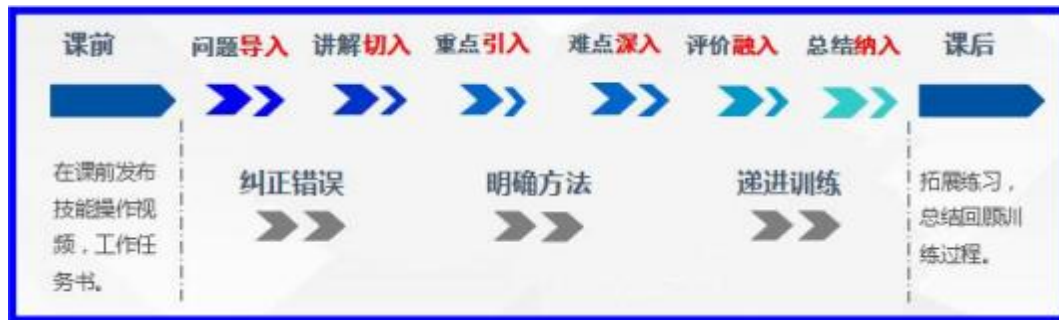 课前 问题导入 讲解切入 重点引入 难点深入 评价融入 总结纳入 课后
在课前发布
技能操作视
频，工作任
务书。
纠正错误 明确方法 递进训练
拓展练习，
总结回顾训
练过程。